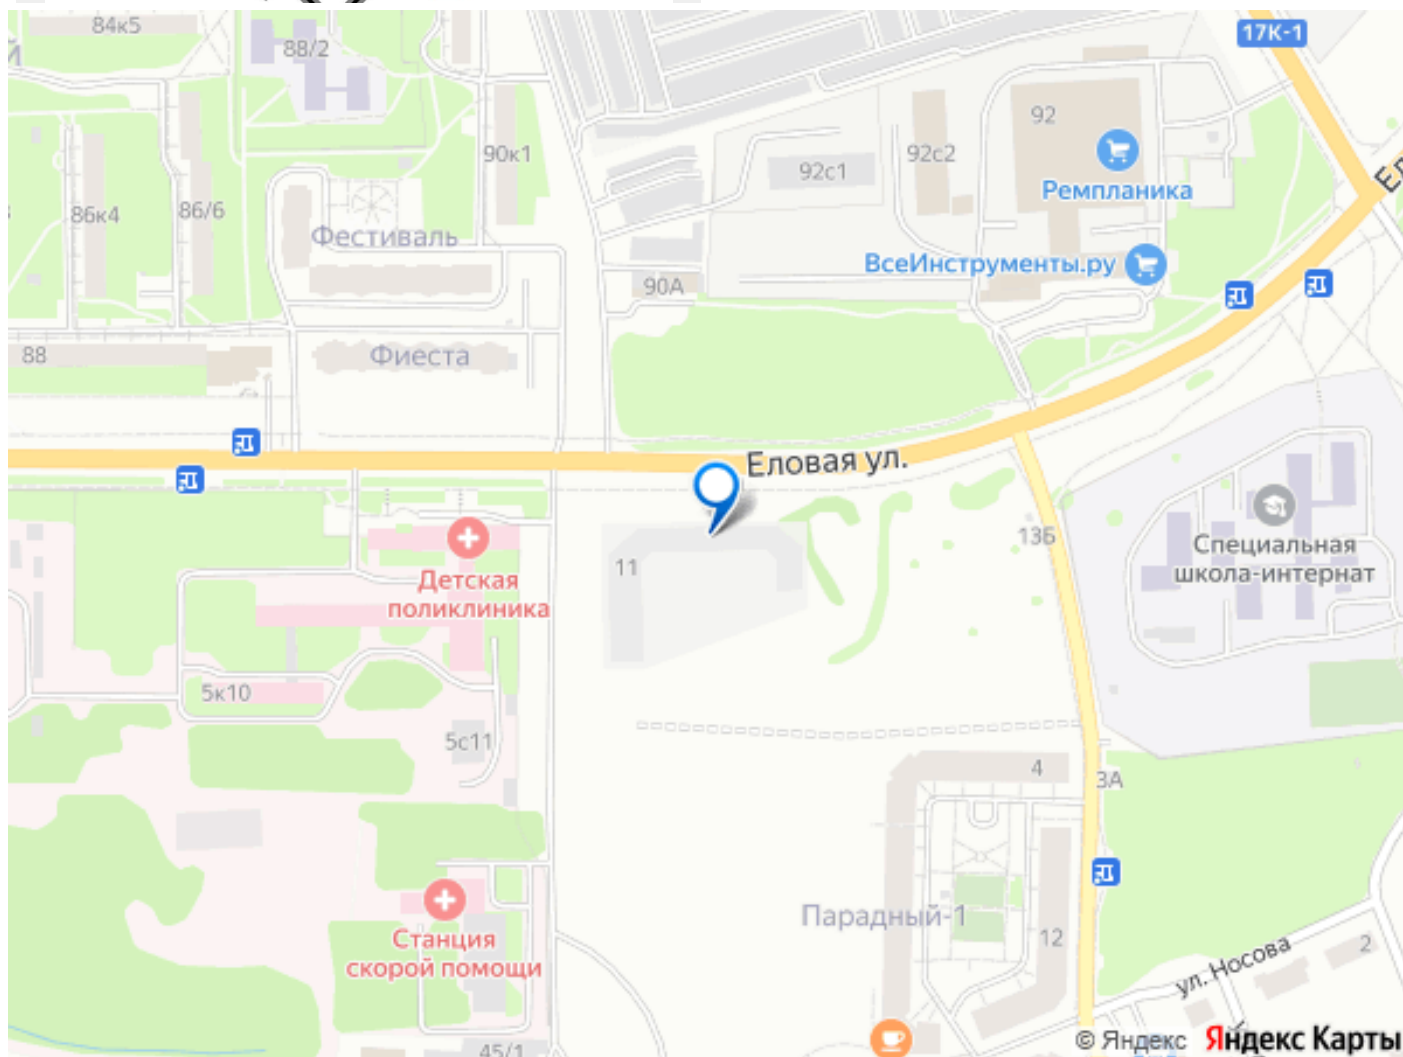 84к5
88/2
17К-1
й
92
90к1
92с1
92с2
Ремпланика
86к4
86/6
Фестиваль
ВсеИнструменты.ру
90А
88
Фиеста
Еловая ул.
11
13Б
Специальная
школа-интернат
Детская
поликлиника
5к10
5с11
4
3А
Парадный-1
12
Станция
скорой помощи
ул. Носова
2
45/1
© Яндекс Яндекс Карты